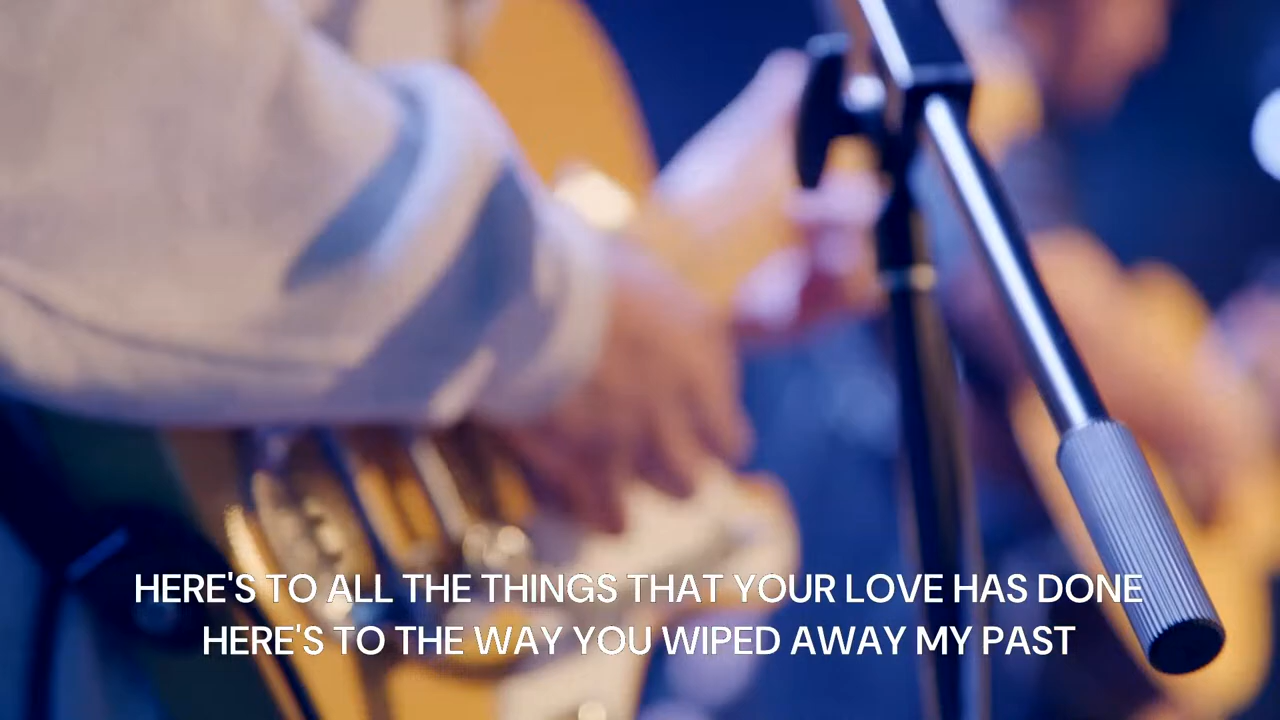 HERE'S TO ALL THE THINGS THAT YOUR LOVE HAS DONE
HERE'S TO THE WAY YOU WIPED AWAY MY PAST